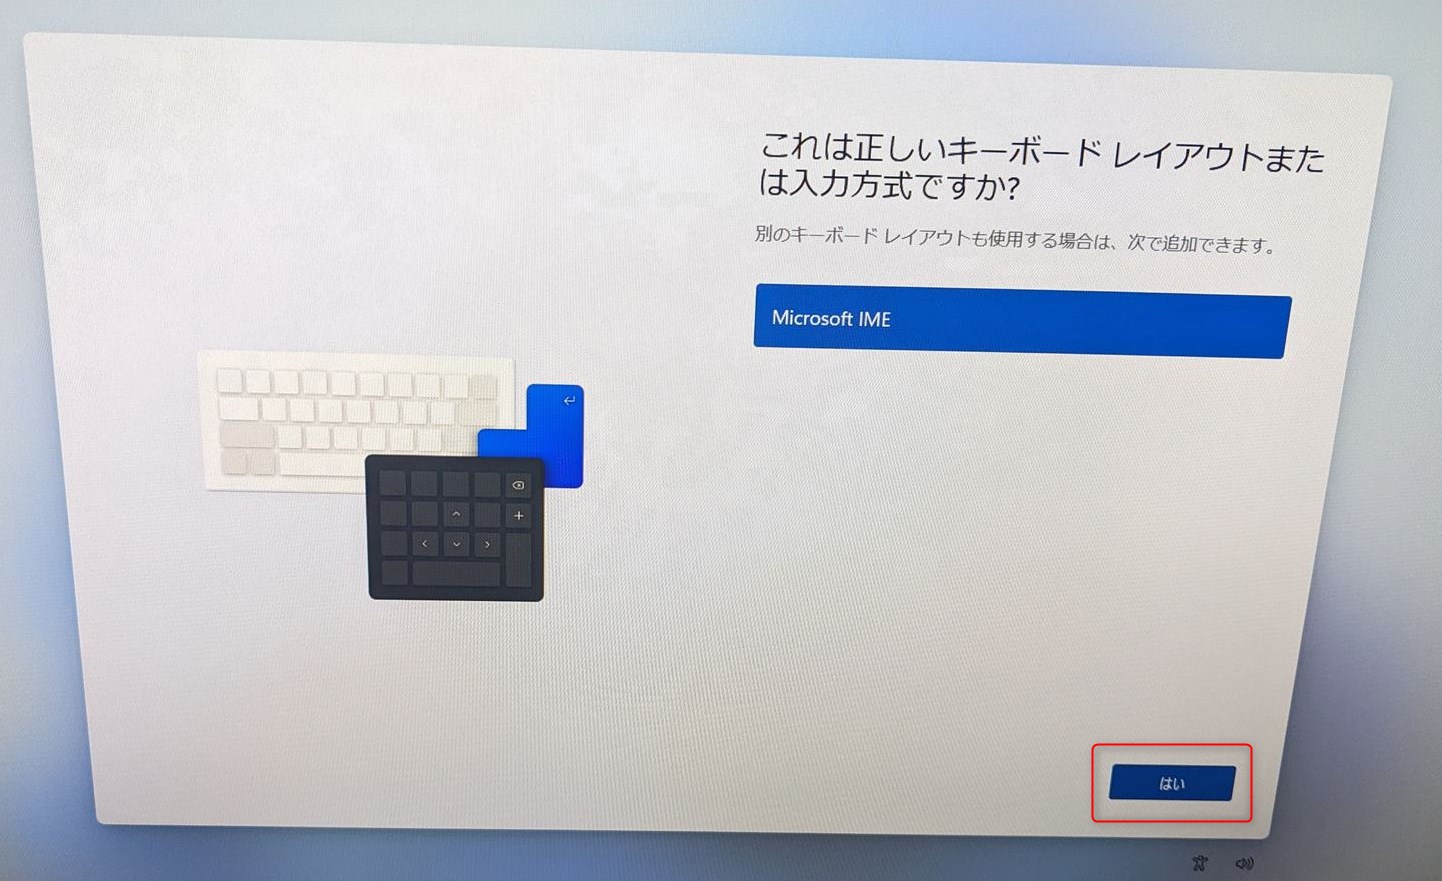 これは正しいキーボード レイアウトまた
は入力方式ですか?
別のキーボード レイアウトも使用する場合は、次で追加できます。
Microsoft IME
はい